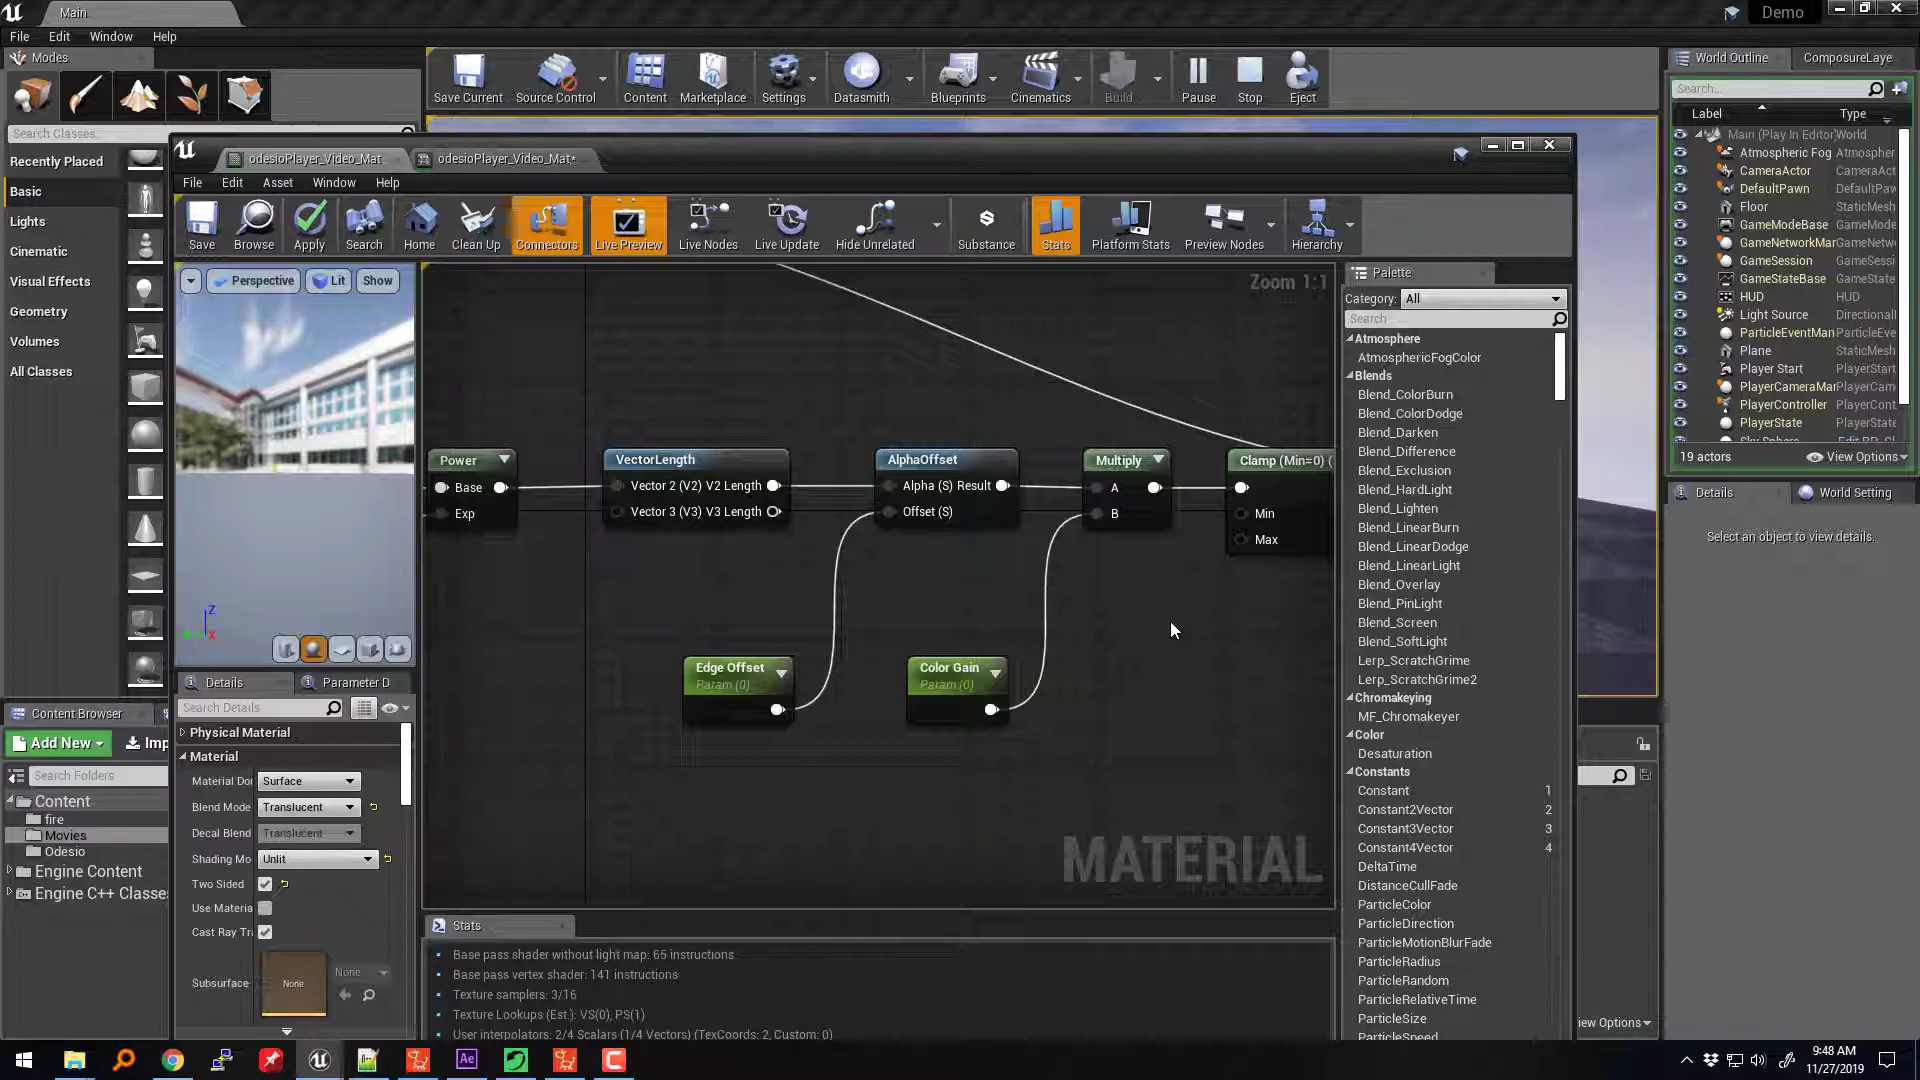 Main
Demo
File Edit Window Help
Modes
World Outline
ComposureLaye
Save Current
Source Control
Content
Marketplace
Settings
Datasmith
Blueprints
Cinematics
Build
Pause
Stop
Eject
Search...
Label Type
Search Classes
Recently Placed
Basic
Lights
Cinematic
Visual Effects
Geometry
Volumes
All Classes
Main (Play In Editor) World
Atmospheric Fog Atmospher
CameraActor CameraAct
DefaultPawn DefaultPaw
Floor StaticMesh
GameModeBase GameMode
GameNetworkMar GameNetw
GameSession GameSessi
GameStateBase GameState
HUD HUD
Light Source Directional
ParticleEventMan ParticleEve
Plane StaticMesh
Player Start PlayerStart
PlayerCameraMar PlayerCam
PlayerController PlayerCont
PlayerState PlayerState
19 actors
View Options
Details
World Setting
Select an object to view details.
odesioPlayer_Video_Mat
odesioPlayer_Video_Mat*
File Edit Asset Window Help
Save
Browse
Apply
Search
Home
Clean Up
Connectors
Live Preview
Live Nodes
Live Update
Hide Unrelated
Substance
Stats
Platform Stats
Preview Nodes
Hierarchy
Perspective
Lit
Show
Z
X
Zoom 1:1
Power
Base
Exp
VectorLength
Vector 2 (V2) V2 Length
Vector 3 (V3) V3 Length
AlphaOffset
Alpha (S) Result
Offset (S)
Multiply
A
B
Clamp (Min=0) (
Min
Max
Edge Offset
Param (0)
Color Gain
Param (0)
MATERIAL
Palette
Category: All
Search
Atmosphere
AtmosphericFogColor
Blends
Blend_ColorBurn
Blend_ColorDodge
Blend_Darken
Blend_Difference
Blend_Exclusion
Blend_HardLight
Blend_Lighten
Blend_LinearBurn
Blend_LinearDodge
Blend_LinearLight
Blend_Overlay
Blend_PinLight
Blend_Screen
Blend_SoftLight
Lerp_ScratchGrime
Lerp_ScratchGrime2
Chromakeying
MF_Chromakeyer
Color
Desaturation
Constants
Constant 1
Constant2Vector 2
Constant3Vector 3
Constant4Vector 4
DeltaTime
DistanceCullFade
ParticleColor
ParticleDirection
ParticleMotionBlurFade
ParticleRadius
ParticleRandom
ParticleRelativeTime
ParticleSize
ParticleSpeed
Details
Parameter D
Search Details
Physical Material
Material
Material Dor Surface
Blend Mode Translucent
Decal Blend Translucent
Shading Mo Unlit
Two Sided
Use Materia
Cast Ray Tra
Subsurface None None
Content Browser
Add New
Imp
Search Folders
Content
fire
Movies
Odesio
Engine Content
Engine C++ Classes
Stats
Base pass shader without light map: 65 instructions
Base pass vertex shader: 141 instructions
Texture samplers: 3/16
Texture Lookups (Est.): VS(0), PS(1)
User interpolators: 2/4 Scalars (1/4 Vectors) (TexCoords: 2, Custom: 0)
iew Options
Ae
9:48 AM
11/27/2019